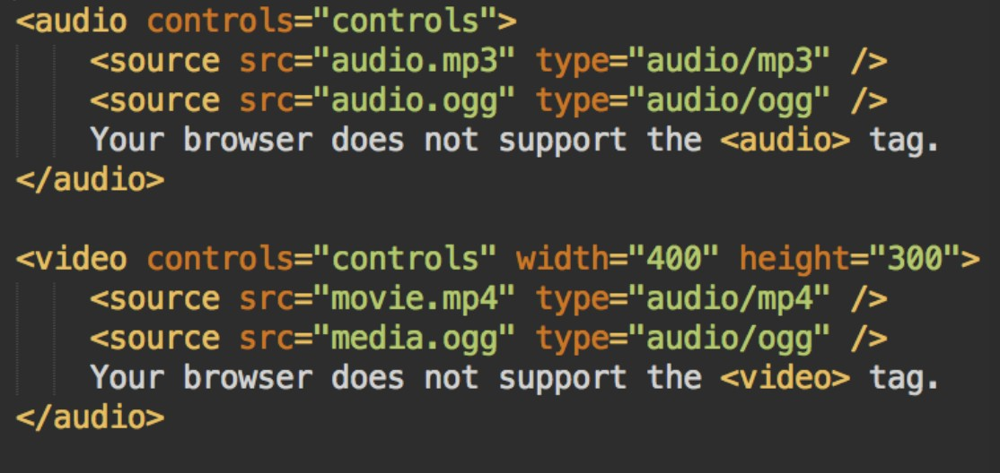 <audio controls="controls">
<source src="audio.mp3" type="audio/mp3" />
<source src="audio.ogg" type="audio/ogg" />
Your browser does not support the <audio> tag.
</audio>
<video controls="controls" width="400" height="300">
<source src="movie.mp4" type="audio/mp4" />
<source src="media.ogg" type="audio/ogg" />
Your browser does not support the <video> tag.
</audio>